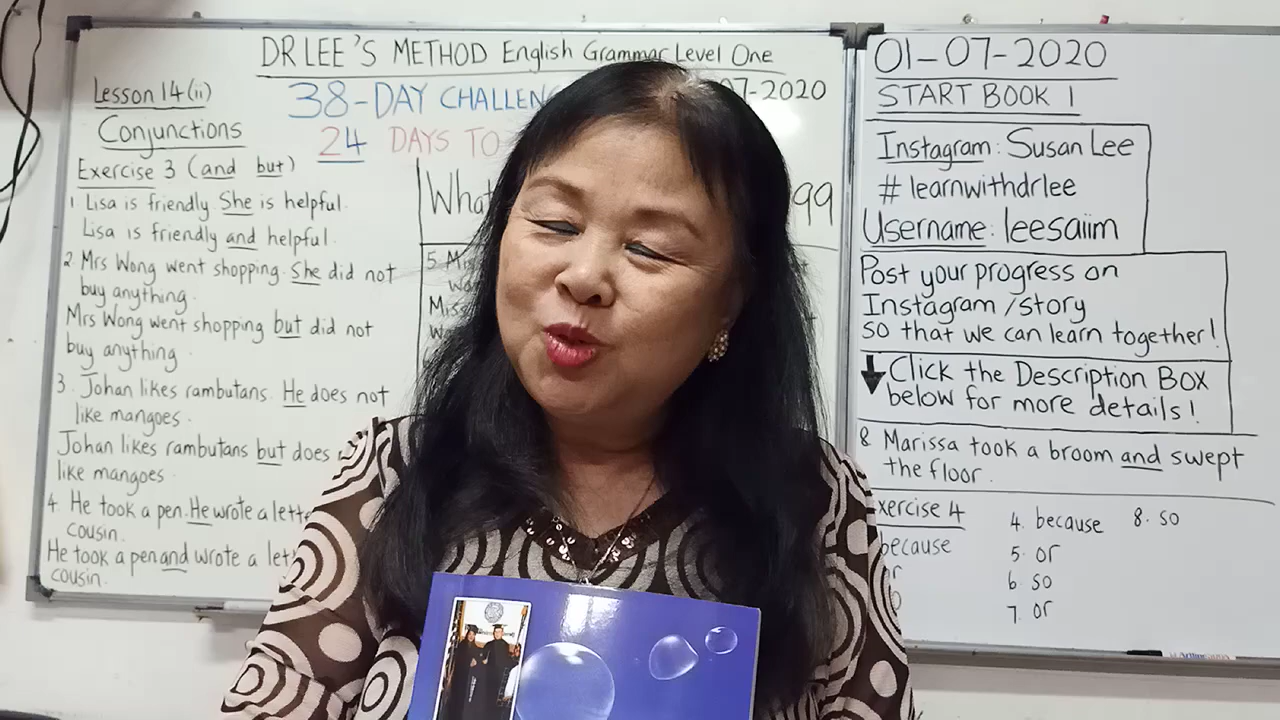 DR LEE'S METHOD English Grammar Level One
Lesson 14(ii)
38-DAY CHALLEN
07-2020
Conjunctions
24 DAYS TO
Exercise 3 (and but)
1. Lisa is friendly. She is helpful.
Lisa is friendly and helpful.
2. Mrs Wong went shopping. She did not
buy anything.
Mrs Wong went shopping but did not
buy anything.
3. Johan likes rambutans. He does not
like mangoes.
Johan likes rambutans but does
like mangoes.
4. He took a pen. He wrote a lette
cousin.
He took a pen and wrote a lett
cousin.
What
99
5.
01-07-2020
START BOOK 1
Instagram: Susan Lee
# learnwithdrlee
Username: leesaiim
Post your progress on
Instagram/story
so that we can learn together!
Click the Description Box
below for more details!
8 Marissa took a broom and swept
the floor.
xercise 4
because
4. because
5. or
6. so
7. or
8. so